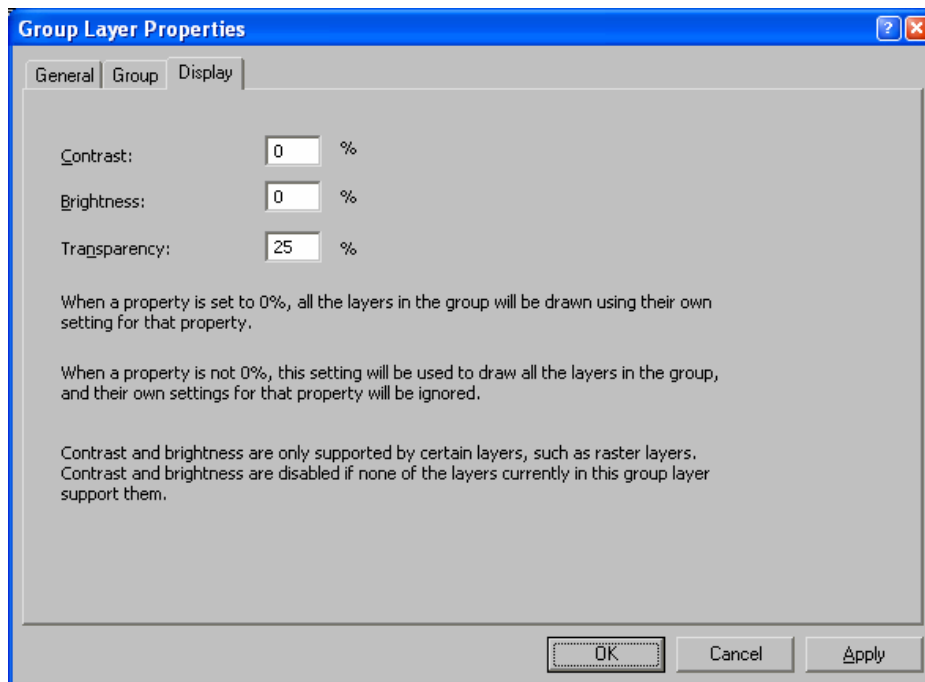 Group Layer Properties
General Group Display
Contrast: 0 %
Brightness: 0 %
Transparency: 25 %
When a property is set to 0%, all the layers in the group will be drawn using their own
setting for that property.
When a property is not 0%, this setting will be used to draw all the layers in the group,
and their own settings for that property will be ignored.
Contrast and brightness are only supported by certain layers, such as raster layers.
Contrast and brightness are disabled if none of the layers currently in this group layer
support them.
OK Cancel Apply